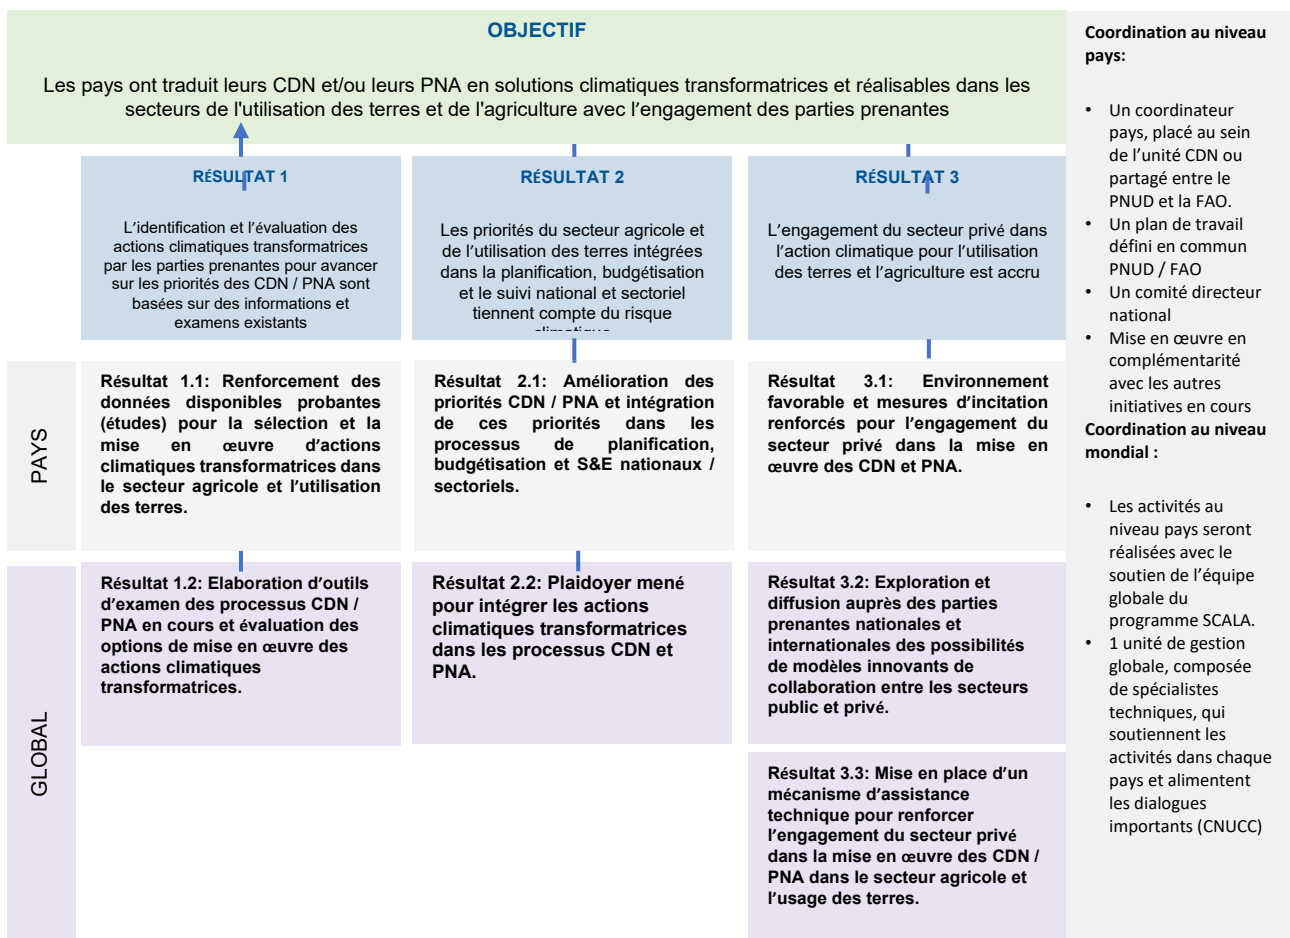 OBJECTIF
Les pays ont traduit leurs CDN et/ou leurs PNA en solutions climatiques transformatrices et réalisables dans les
secteurs de l'utilisation des terres et de l'agriculture avec l’engagement des parties prenantes
RÉSULTAT 1
L’identification et l’évaluation des
actions climatiques transformatrices
par les parties prenantes pour avancer
sur les priorités des CDN / PNA sont
basées sur des informations et
examens existants
RÉSULTAT 2
Les priorités du secteur agricole et
de l’utilisation des terres intégrées
dans la planification, budgétisation
et le suivi national et sectoriel
tiennent compte du risque
RÉSULTAT 3
L’engagement du secteur privé dans
l’action climatique pour l’utilisation
des terres et l’agriculture est accru
PAYS
Résultat 1.1: Renforcement des
données disponibles probantes
(études) pour la sélection et la
mise en œuvre d’actions
climatiques transformatrices dans
le secteur agricole et l’utilisation
des terres.
Résultat 2.1: Amélioration des
priorités CDN / PNA et intégration
de ces priorités dans les
processus de planification,
budgétisation et S&E nationaux /
sectoriels.
Résultat 3.1: Environnement
favorable et mesures d’incitation
renforcés pour l’engagement du
secteur privé dans la mise en
œuvre des CDN et PNA.
GLOBAL
Résultat 1.2: Elaboration d’outils
d’examen des processus CDN /
PNA en cours et évaluation des
options de mise en œuvre des
actions climatiques
transformatrices.
Résultat 2.2: Plaidoyer mené
pour intégrer les actions
climatiques transformatrices
dans les processus CDN et
PNA.
Résultat 3.2: Exploration et
diffusion auprès des parties
prenantes nationales et
internationales des possibilités
de modèles innovants de
collaboration entre les secteurs
public et privé.
Résultat 3.3: Mise en place d’un
mécanisme d’assistance
technique pour renforcer
l’engagement du secteur privé
dans la mise en œuvre des CDN /
PNA dans le secteur agricole et
l’usage des terres.
Coordination au niveau
pays:
• Un coordinateur
pays, placé au sein
de l’unité CDN ou
partagé entre le
PNUD et la FAO.
• Un plan de travail
défini en commun
PNUD / FAO
• Un comité directeur
national
• Mise en œuvre en
complémentarité
avec les autres
initiatives en cours
Coordination au niveau
mondial :
• Les activités au
niveau pays seront
réalisées avec le
soutien de l’équipe
globale du
programme SCALA.
• 1 unité de gestion
globale, composée
de spécialistes
techniques, qui
soutiennent les
activités dans chaque
pays et alimentent
les dialogues
importants (CNUCC)